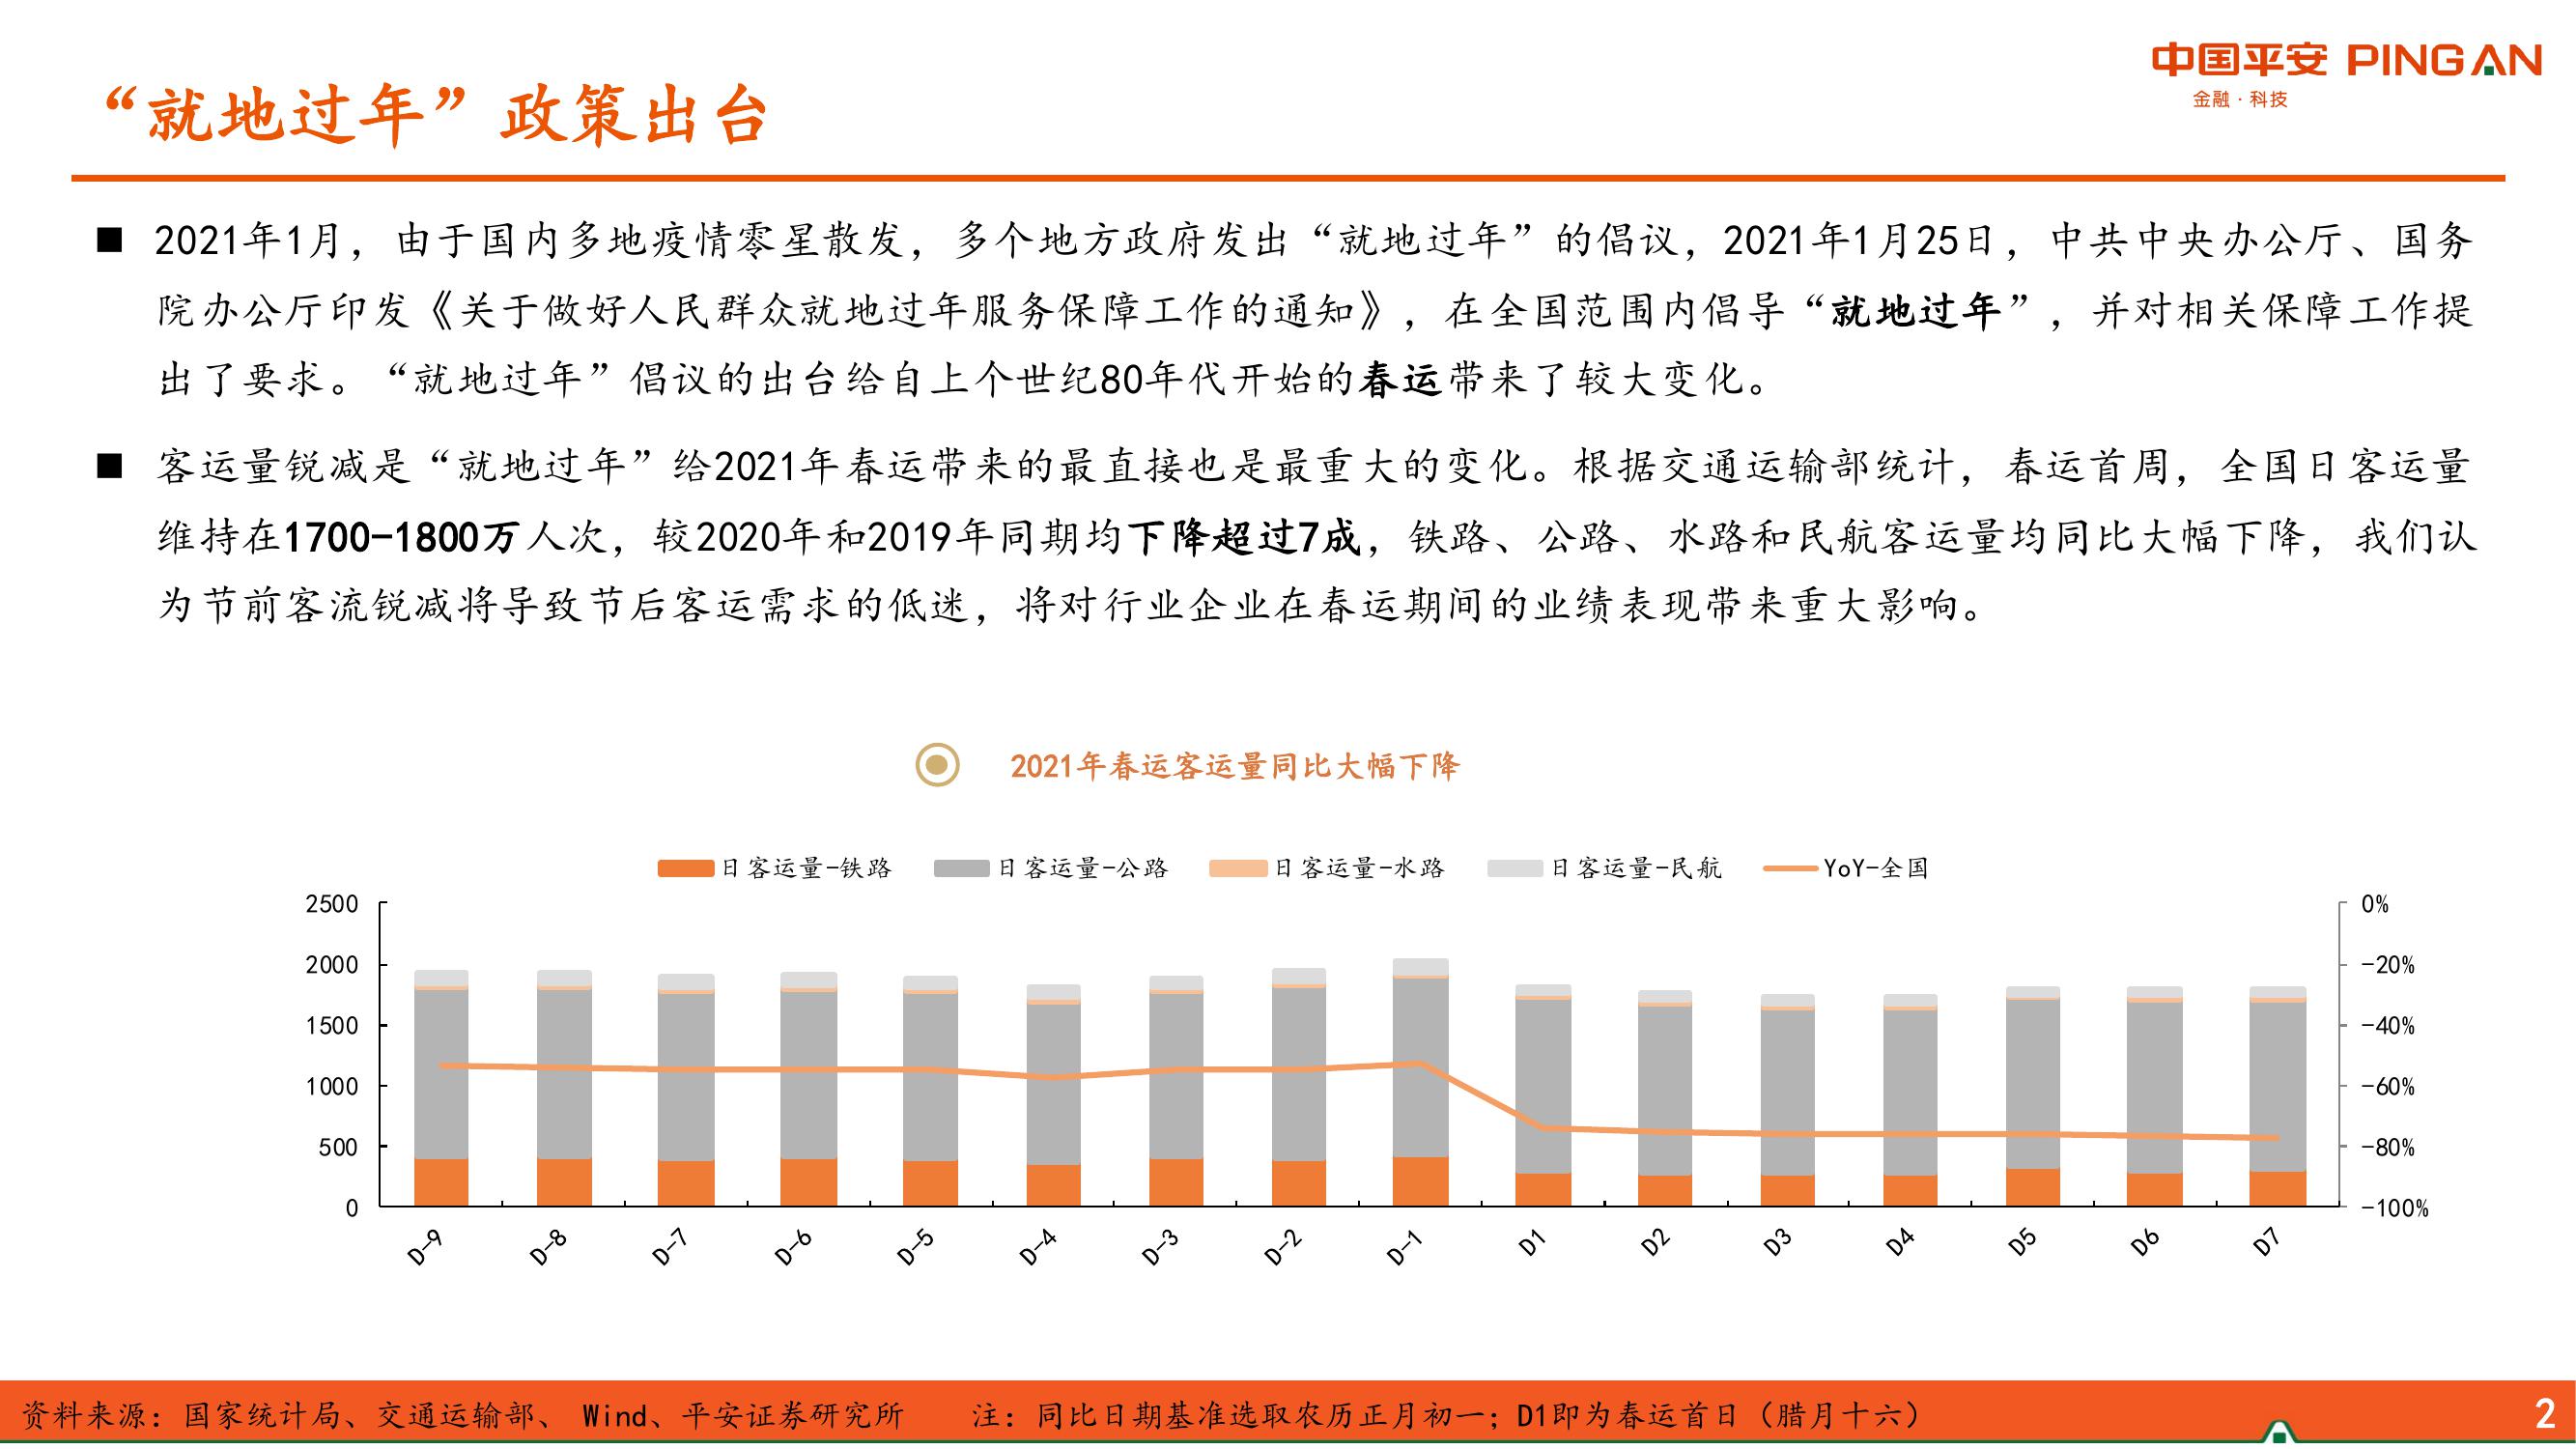 中国平安 PINGAN
金融·科技
“就地过年”政策出台
■ 2021年1月，由于国内多地疫情零星散发，多个地方政府发出“就地过年”的倡议，2021年1月25日，中共中央办公厅、国务
院办公厅印发《关于做好人民群众就地过年服务保障工作的通知》，在全国范围内倡导“就地过年”，并对相关保障工作提
出了要求。“就地过年”倡议的出台给自上个世纪80年代开始的春运带来了较大变化。
■ 客运量锐减是“就地过年”给2021年春运带来的最直接也是最重大的变化。根据交通运输部统计，春运首周，全国日客运量
维持在1700-1800万人次，较2020年和2019年同期均下降超过7成，铁路、公路、水路和民航客运量均同比大幅下降，我们认
为节前客流锐减将导致节后客运需求的低迷，将对行业企业在春运期间的业绩表现带来重大影响。
2021年春运客运量同比大幅下降
日客运量-铁路 日客运量-公路 日客运量-水路 日客运量-民航 YoY-全国
2500 0%
2000 -20%
1500 -40%
1000 -60%
500 -80%
0 -100%
D-9 D-8 D-7 D-6 D-5 D-4 D-3 D-2 D-1 D1 D2 D3 D4 D5 D6 D7
资料来源：国家统计局、交通运输部、 Wind、平安证券研究所 注：同比日期基准选取农历正月初一；D1即为春运首日（腊月十六） 2